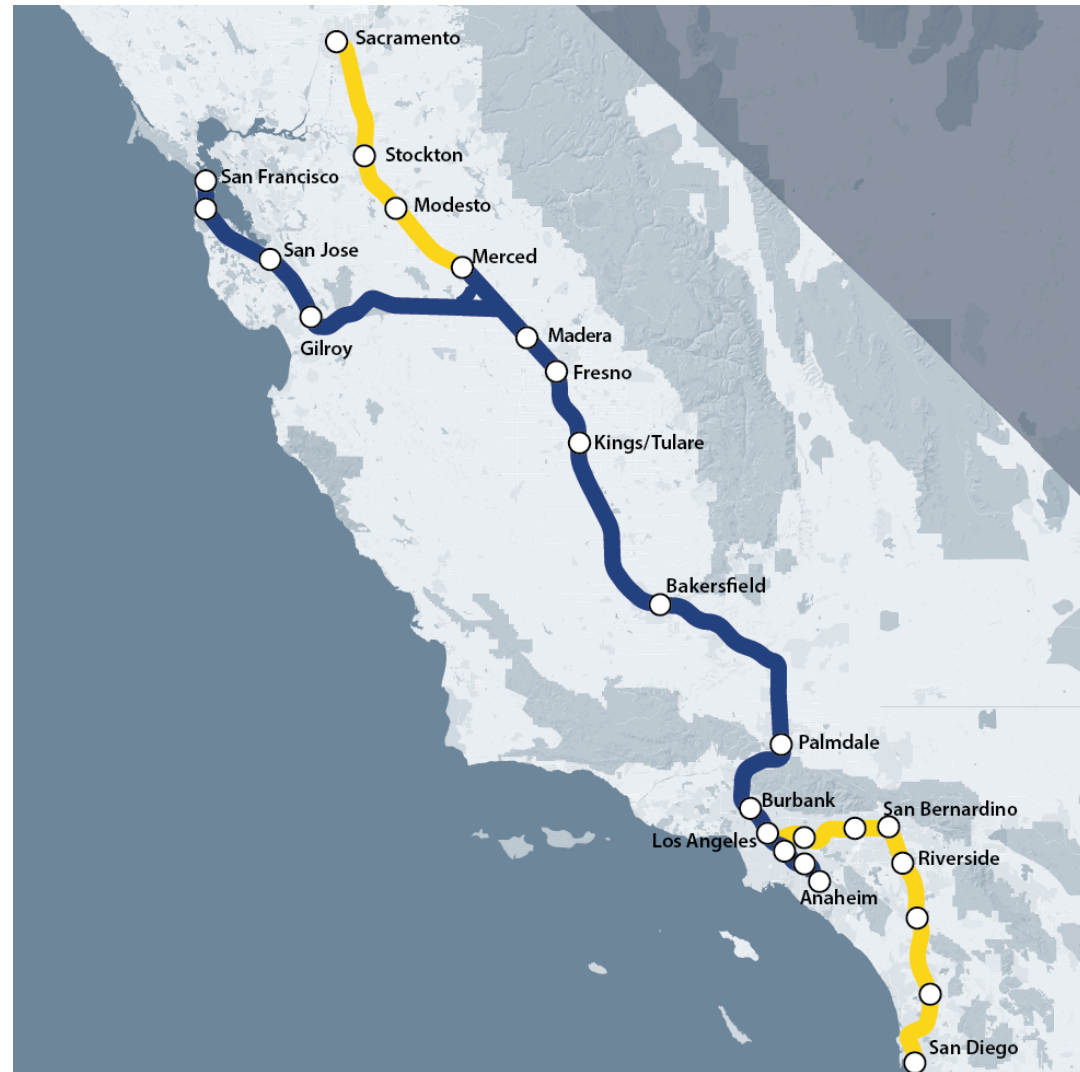 Sacramento
Stockton
San Francisco
Modesto
San Jose
Merced
Gilroy
Madera
Fresno
Kings/Tulare
Bakersfield
Palmdale
Burbank
San Bernardino
Los Angeles
Riverside
Anaheim
San Diego